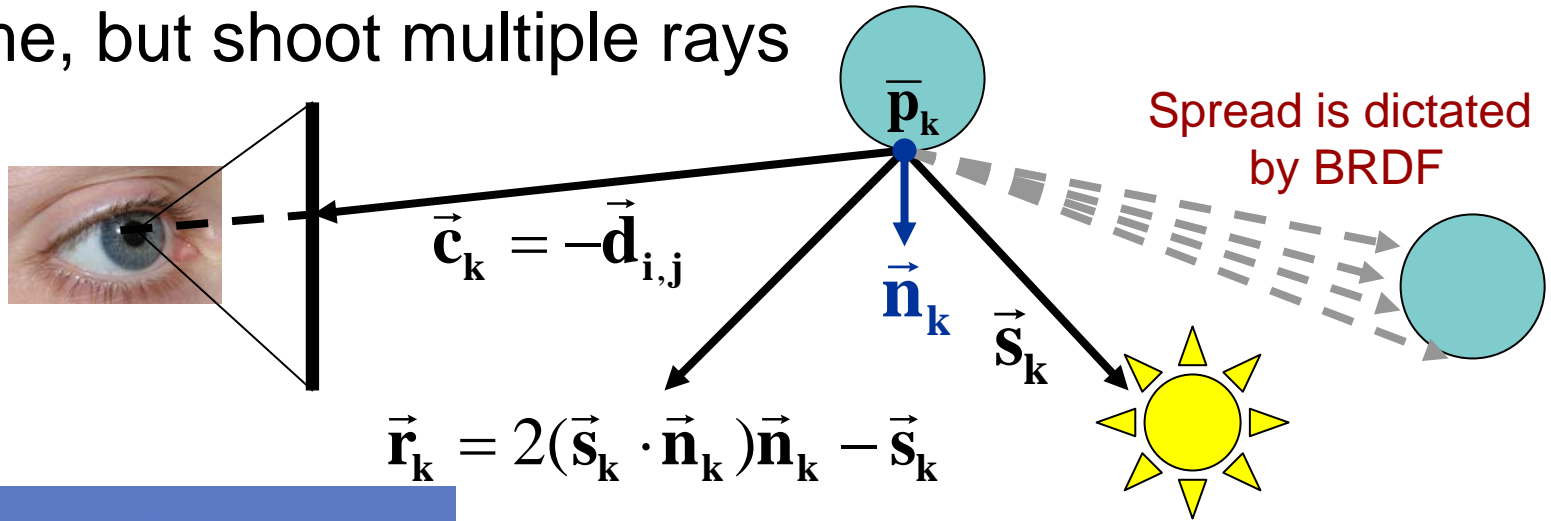 ne, but shoot multiple rays
p̅ₖ
Spread is dictated
by BRDF
c⃗ₖ = −d⃗ᵢ,ⱼ
n⃗ₖ
s⃗ₖ
r⃗ₖ = 2(s⃗ₖ · n⃗ₖ)n⃗ₖ − s⃗ₖ